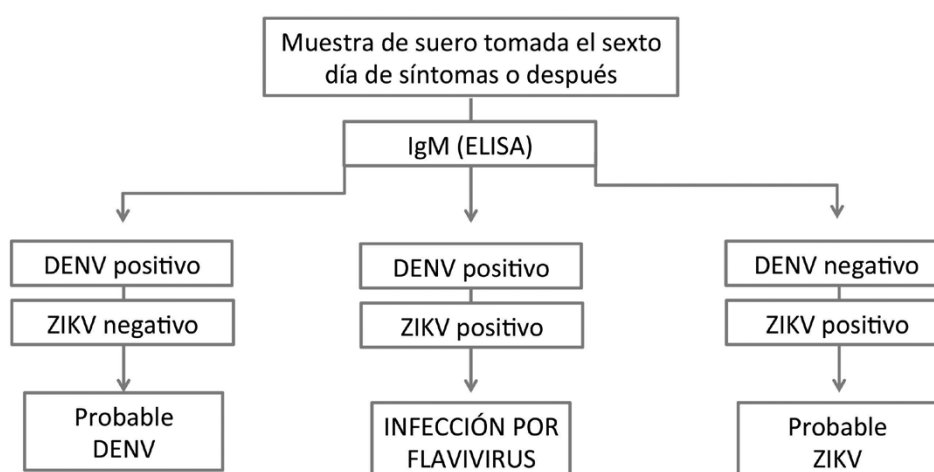 Muestra de suero tomada el sexto
día de síntomas o después
IgM (ELISA)
DENV positivo
ZIKV negativo
Probable
DENV
DENV positivo
ZIKV positivo
INFECCIÓN POR
FLAVIVIRUS
DENV negativo
ZIKV positivo
Probable
ZIKV